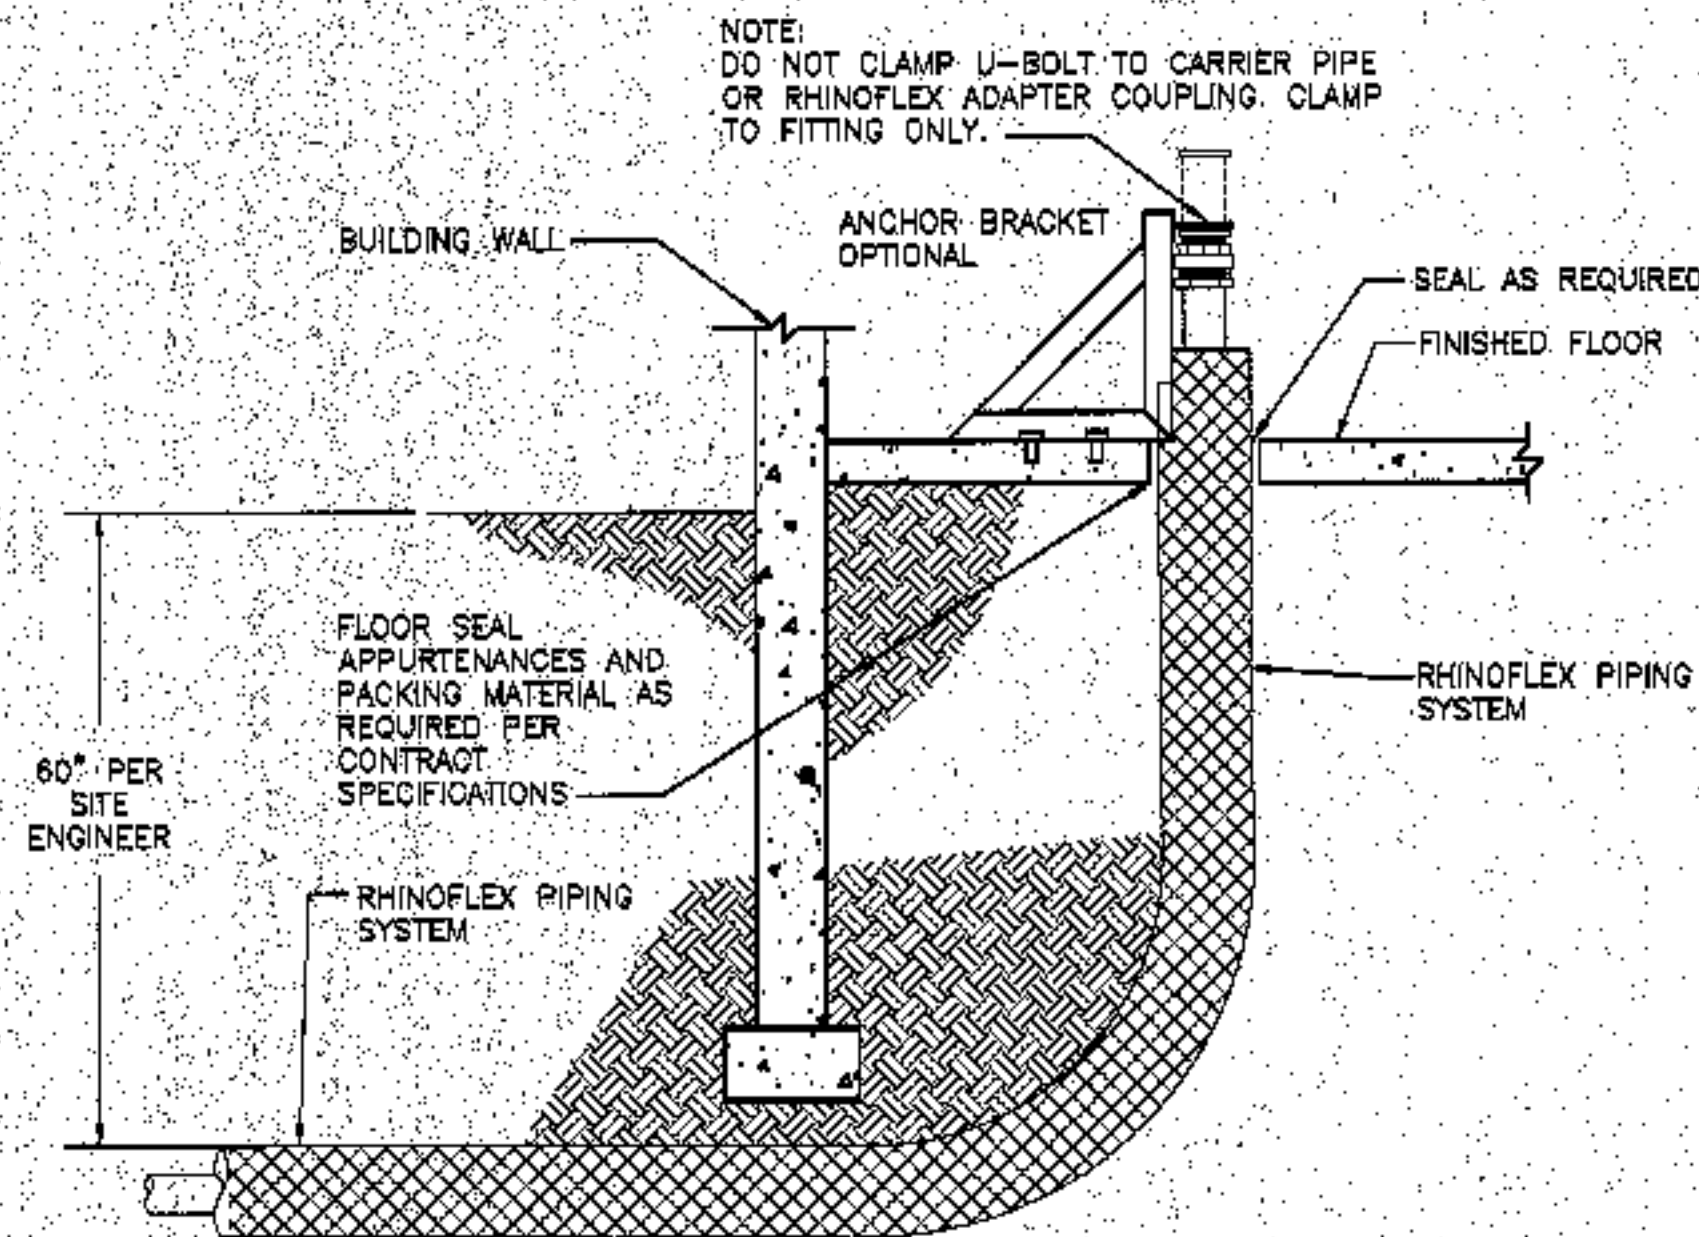 NOTE:
DO NOT CLAMP U-BOLT TO CARRIER PIPE
OR RHINOFLEX ADAPTER COUPLING. CLAMP
TO FITTING ONLY.
BUILDING WALL
ANCHOR BRACKET
OPTIONAL
SEAL AS REQUIRED
FINISHED FLOOR
FLOOR SEAL
APPURTENANCES AND
PACKING MATERIAL AS
REQUIRED PER
CONTRACT
SPECIFICATIONS
RHINOFLEX PIPING
SYSTEM
60" PER
SITE
ENGINEER
RHINOFLEX PIPING
SYSTEM